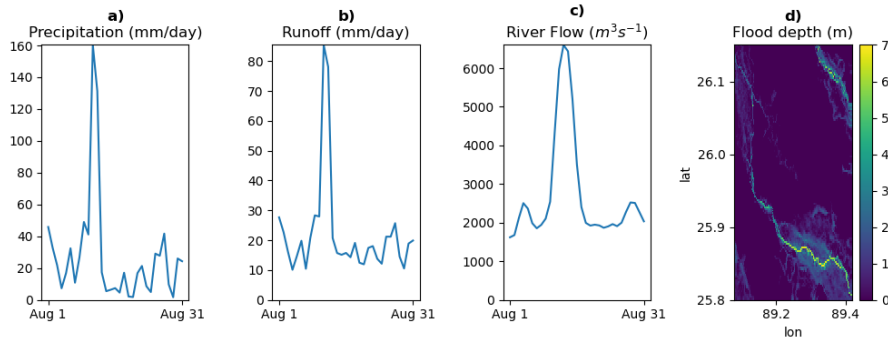 a)
Precipitation (mm/day)
160
140
120
100
80
60
40
20
0
Aug 1
Aug 31
b)
Runoff (mm/day)
80
70
60
50
40
30
20
10
0
Aug 1
Aug 31
c)
River Flow ($m^3s^{-1}$)
6000
5000
4000
3000
2000
1000
0
Aug 1
Aug 31
d)
Flood depth (m)
lat
26.1
26.0
25.9
25.8
89.2
89.4
lon
7
6
5
4
3
2
1
0